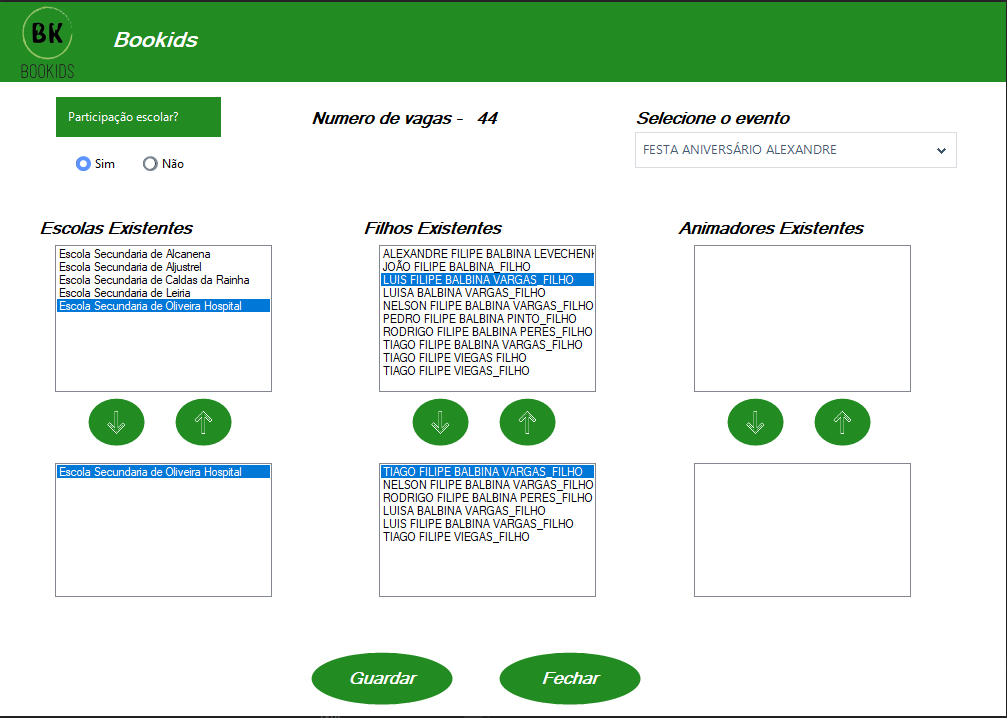 BK
BOOKIDS
Bookids
Participação escolar?
Sim
Não
Numero de vagas - 44
Selecione o evento
FESTA ANIVERSÁRIO ALEXANDRE
Escolas Existentes
Escola Secundaria de Alcanena
Escola Secundaria de Aljustrel
Escola Secundaria de Caldas da Rainha
Escola Secundaria de Leiria
Escola Secundaria de Oliveira Hospital
Escola Secundaria de Oliveira Hospital
Filhos Existentes
ALEXANDRE FILIPE BALBINA LEVECHENK
JOÃO FILIPE BALBINA_FILHO
LUIS FILIPE BALBINA VARGAS_FILHO
LUISA BALBINA VARGAS_FILHO
NELSON FILIPE BALBINA VARGAS_FILHO
PEDRO FILIPE BALBINA PINTO_FILHO
RODRIGO FILIPE BALBINA PERES_FILHO
TIAGO FILIPE BALBINA VARGAS_FILHO
TIAGO FILIPE VIEGAS FILHO
TIAGO FILIPE VIEGAS_FILHO
TIAGO FILIPE BALBINA VARGAS_FILHO
NELSON FILIPE BALBINA VARGAS_FILHO
RODRIGO FILIPE BALBINA PERES_FILHO
LUISA BALBINA VARGAS_FILHO
LUIS FILIPE BALBINA VARGAS_FILHO
TIAGO FILIPE VIEGAS_FILHO
Animadores Existentes
Guardar
Fechar